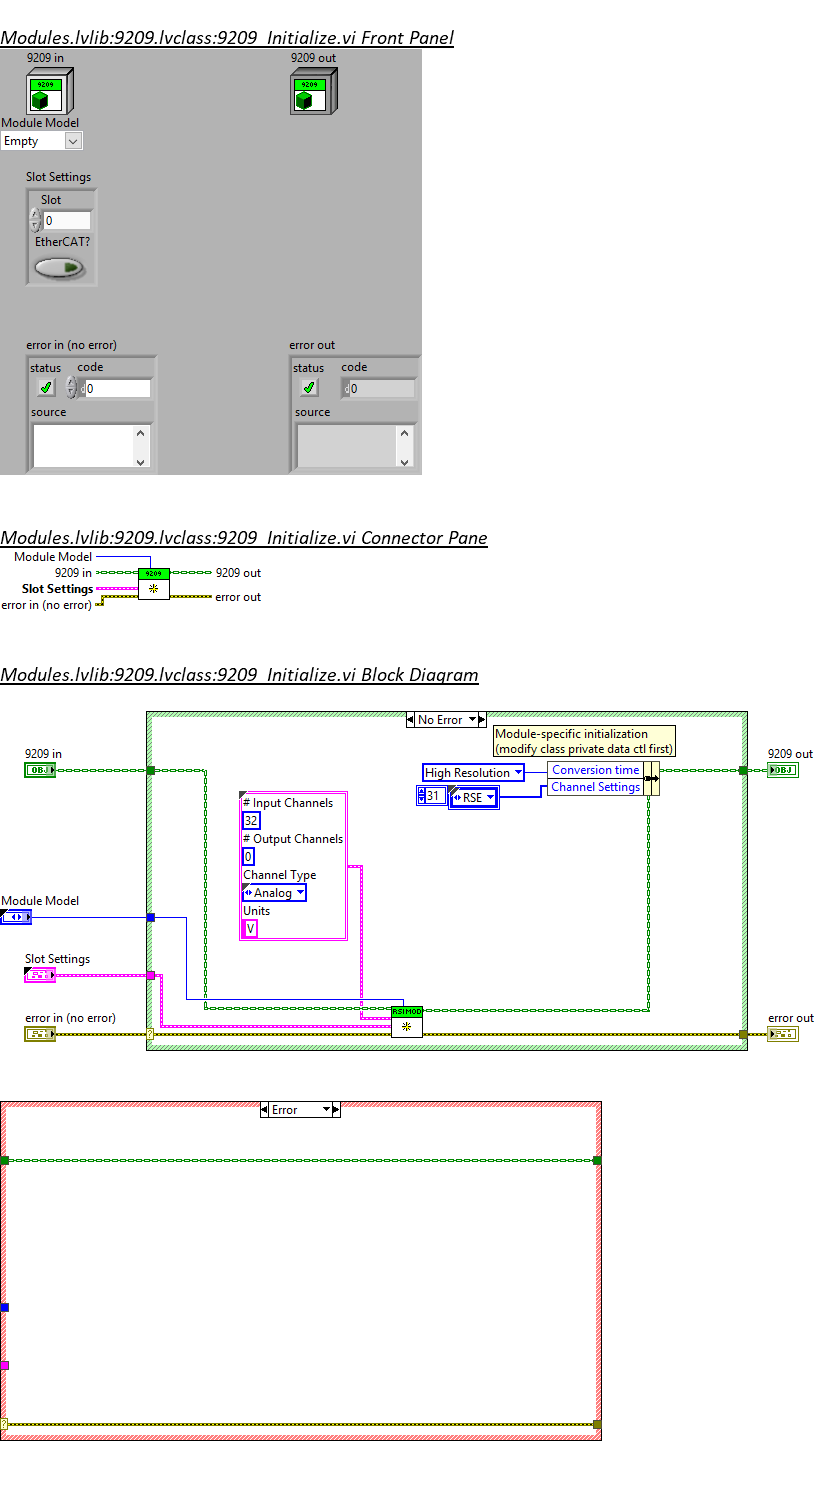 Modules.lvlib:9209.lvclass:9209_Initialize.vi Front Panel
9209 in
9209 out
9209
9209
Module Model
Empty
Slot Settings
Slot
0
EtherCAT?
error in (no error)
error out
status
code
status
code
d0
d0
source
source
Modules.lvlib:9209.lvclass:9209_Initialize.vi Connector Pane
Module Model
9209 in
9209
9209 out
Slot Settings
error in (no error)
error out
Modules.lvlib:9209.lvclass:9209_Initialize.vi Block Diagram
No Error
Module-specific initialization
(modify class private data ctl first)
9209 in
9209 out
OBJ
OBJ
High Resolution
Conversion time
31
RSE
Channel Settings
# Input Channels
32
# Output Channels
0
Channel Type
Analog
Units
V
Module Model
Slot Settings
RSIMOD
error in (no error)
error out
?
Error
?